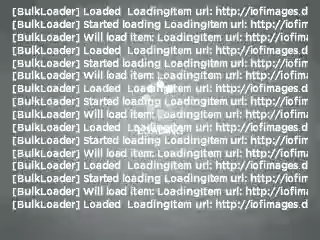 [BulkLoader] Loaded LoadingItem url: http://iofimages.d
[BulkLoader] Started loading LoadingItem url: http://iofim
[BulkLoader] Will load item: LoadingItem url: http://iofima
[BulkLoader] Loaded LoadingItem url: http://iofimages.d
[BulkLoader] Started loading LoadingItem url: http://iofim
[BulkLoader] Will load item: LoadingItem url: http://iofima
[BulkLoader] Loaded LoadingItem url: http://iofimages.d
[BulkLoader] Started loading LoadingItem url: http://iofim
[BulkLoader] Will load item: LoadingItem url: http://iofima
[BulkLoader] Loaded LoadingItem url: http://iofimages.d
[BulkLoader] Started loading LoadingItem url: http://iofim
[BulkLoader] Will load item: LoadingItem url: http://iofima
[BulkLoader] Loaded LoadingItem url: http://iofimages.d
[BulkLoader] Started loading LoadingItem url: http://iofim
[BulkLoader] Will load item: LoadingItem url: http://iofima
[BulkLoader] Loaded LoadingItem url: http://iofimages.d